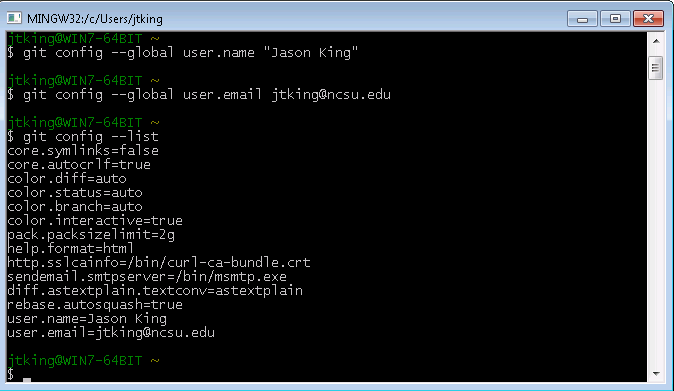 MINGW32:/c/Users/jtking
jtking@WIN7-64BIT ~
$ git config --global user.name "Jason King"
jtking@WIN7-64BIT ~
$ git config --global user.email jtking@ncsu.edu
jtking@WIN7-64BIT ~
$ git config --list
core.symlinks=false
core.autocrlf=true
color.diff=auto
color.status=auto
color.branch=auto
color.interactive=true
pack.packsizelimit=2g
help.format=html
http.sslcainfo=/bin/curl-ca-bundle.crt
sendemail.smtpserver=/bin/msmtp.exe
diff.astextplain.textconv=astextplain
rebase.autosquash=true
user.name=Jason King
user.email=jtking@ncsu.edu
jtking@WIN7-64BIT ~
$